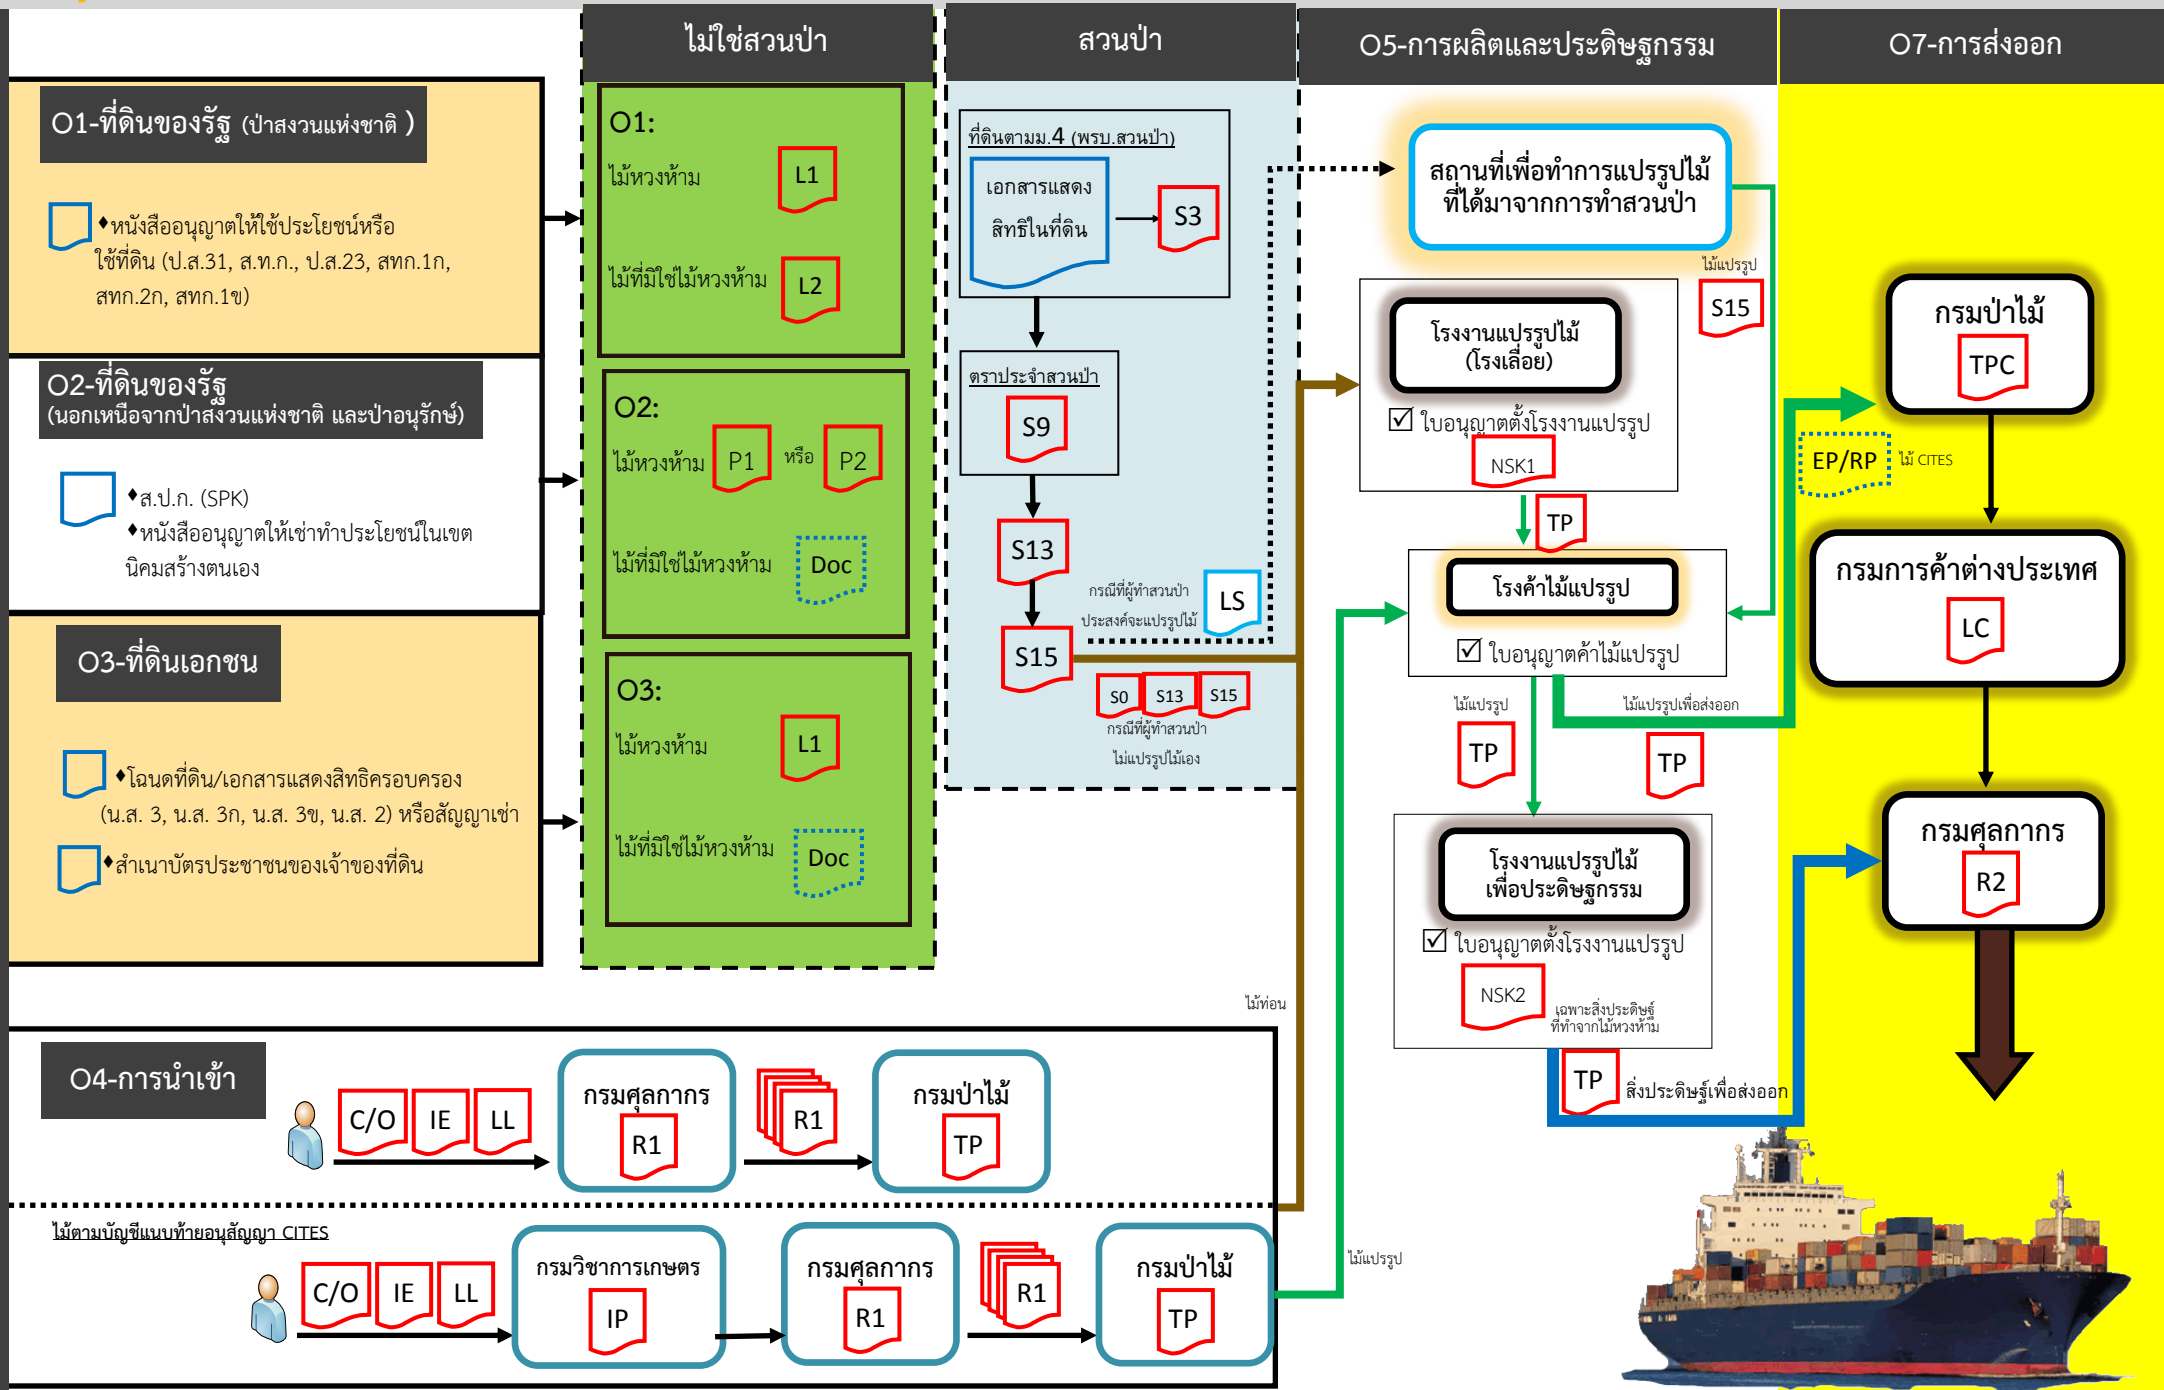 ไม่ใช่สวนป่า
สวนป่า
O5-การผลิตและประดิษฐกรรม
O7-การส่งออก
O1-ที่ดินของรัฐ (ป่าสงวนแห่งชาติ )
♦หนังสืออนุญาตให้ใช้ประโยชน์หรือ
ใช้ที่ดิน (ป.ส.31, ส.ท.ก., ป.ส.23, สทก.1ก,
สทก.2ก, สทก.1ข)
O2-ที่ดินของรัฐ
(นอกเหนือจากป่าสงวนแห่งชาติ และป่าอนุรักษ์)
♦ส.ป.ก. (SPK)
♦หนังสืออนุญาตให้เช่าทำประโยชน์ในเขต
นิคมสร้างตนเอง
O3-ที่ดินเอกชน
♦โฉนดที่ดิน/เอกสารแสดงสิทธิครอบครอง
(น.ส. 3, น.ส. 3ก, น.ส. 3ข, น.ส. 2) หรือสัญญาเช่า
♦สำเนาบัตรประชาชนของเจ้าของที่ดิน
O1:
ไม้หวงห้าม L1
ไม้ที่มิใช่ไม้หวงห้าม L2
O2:
ไม้หวงห้าม P1 หรือ P2
ไม้ที่มิใช่ไม้หวงห้าม Doc
O3:
ไม้หวงห้าม L1
ไม้ที่มิใช่ไม้หวงห้าม Doc
ที่ดินตามม.4 (พรบ.สวนป่า)
เอกสารแสดง
สิทธิในที่ดิน
S3
ตราประจำสวนป่า
S9
S13
S15
กรณีที่ผู้ทำสวนป่า
ประสงค์จะแปรรูปไม้
LS
S0 S13 S15
กรณีที่ผู้ทำสวนป่า
ไม่แปรรูปไม้เอง
สถานที่เพื่อทำการแปรรูปไม้
ที่ได้มาจากการทำสวนป่า
ไม้แปรรูป
S15
โรงงานแปรรูปไม้
(โรงเลื่อย)
☑ ใบอนุญาตตั้งโรงงานแปรรูป
NSK1
TP
โรงค้าไม้แปรรูป
☑ ใบอนุญาตค้าไม้แปรรูป
ไม้แปรรูป
TP
ไม้แปรรูปเพื่อส่งออก
TP
โรงงานแปรรูปไม้
เพื่อประดิษฐกรรม
☑ ใบอนุญาตตั้งโรงงานแปรรูป
NSK2
เฉพาะสิ่งประดิษฐ์
ที่ทำจากไม้หวงห้าม
TP
สิ่งประดิษฐ์เพื่อส่งออก
กรมป่าไม้
TPC
EP/RP
ไม้ CITES
กรมการค้าต่างประเทศ
LC
กรมศุลกากร
R2
ไม้ท่อน
O4-การนำเข้า
C/O IE LL
กรมศุลกากร
R1
R1
กรมป่าไม้
TP
ไม้ตามบัญชีแนบท้ายอนุสัญญา CITES
C/O IE LL
กรมวิชาการเกษตร
IP
กรมศุลกากร
R1
R1
กรมป่าไม้
TP
ไม้แปรรูป